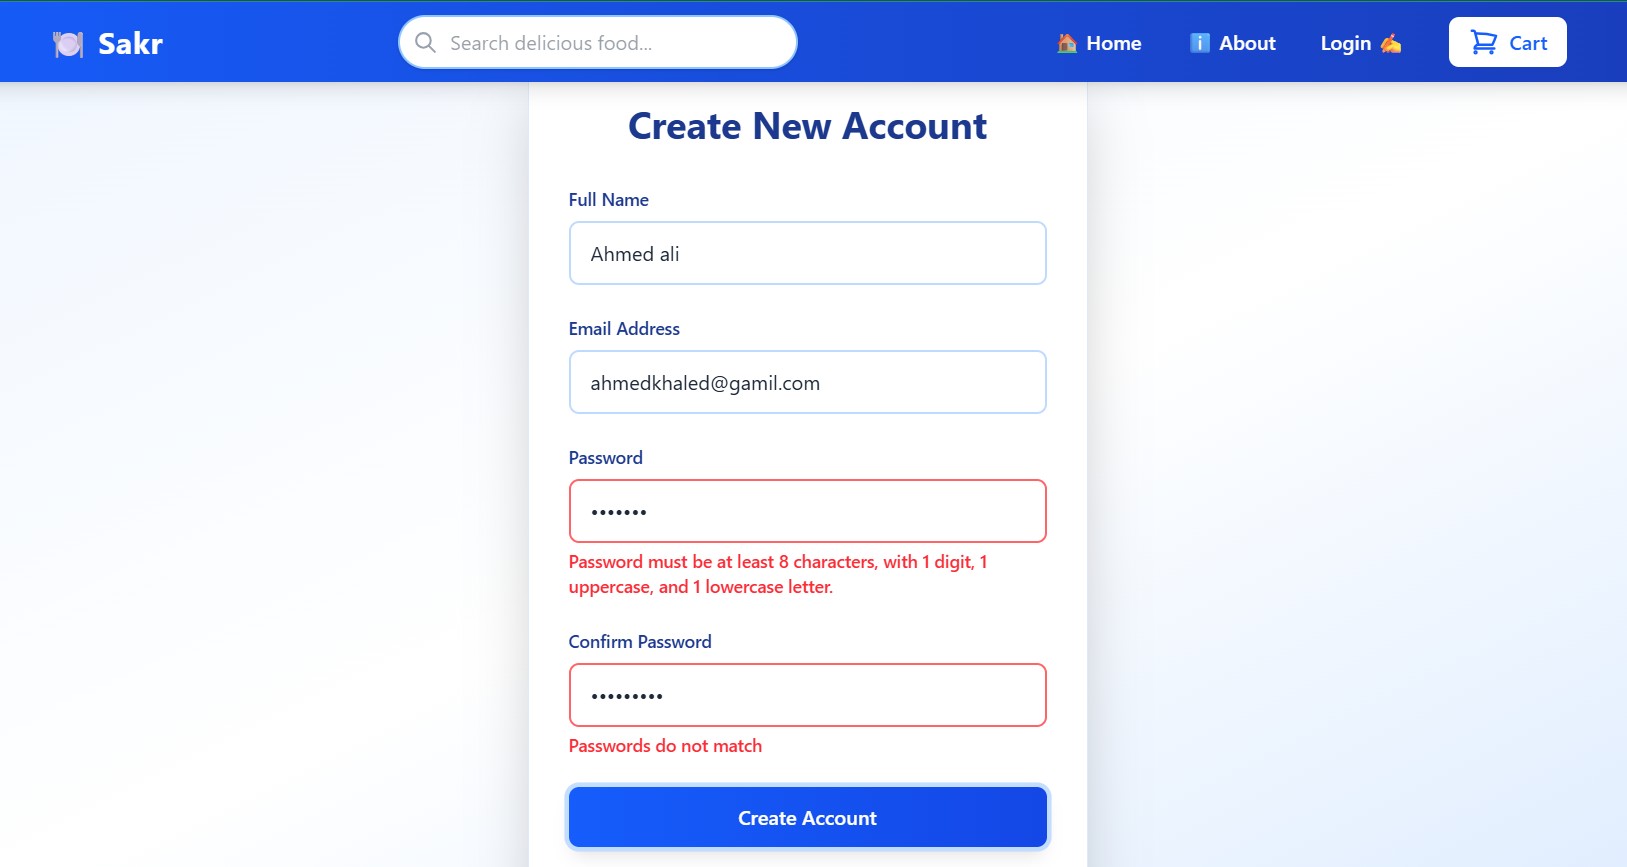 Sakr
Search delicious food...
Home
About
Login
Cart
Create New Account
Full Name
Ahmed ali
Email Address
ahmedkhaled@gamil.com
Password
•••••••
Password must be at least 8 characters, with 1 digit, 1
uppercase, and 1 lowercase letter.
Confirm Password
•••••••••
Passwords do not match
Create Account